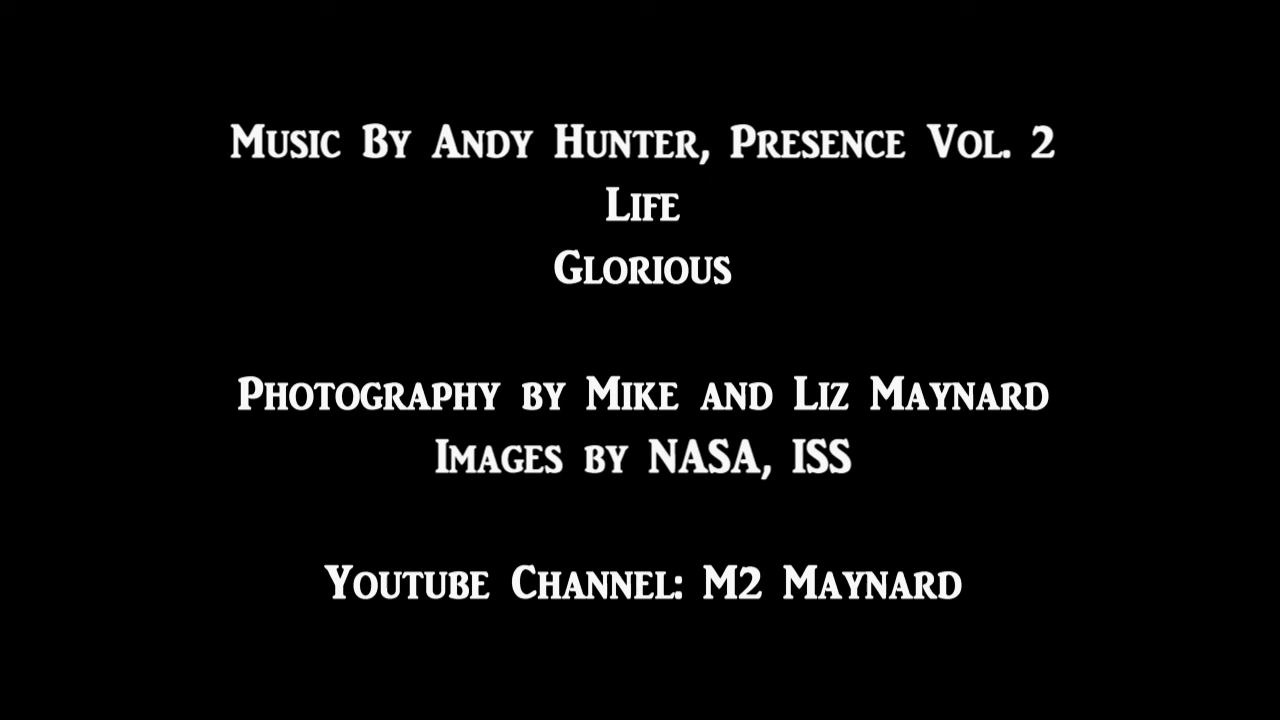 Music By Andy Hunter, Presence Vol. 2
Life
Glorious
Photography by Mike and Liz Maynard
Images by NASA, ISS
Youtube Channel: M2 Maynard